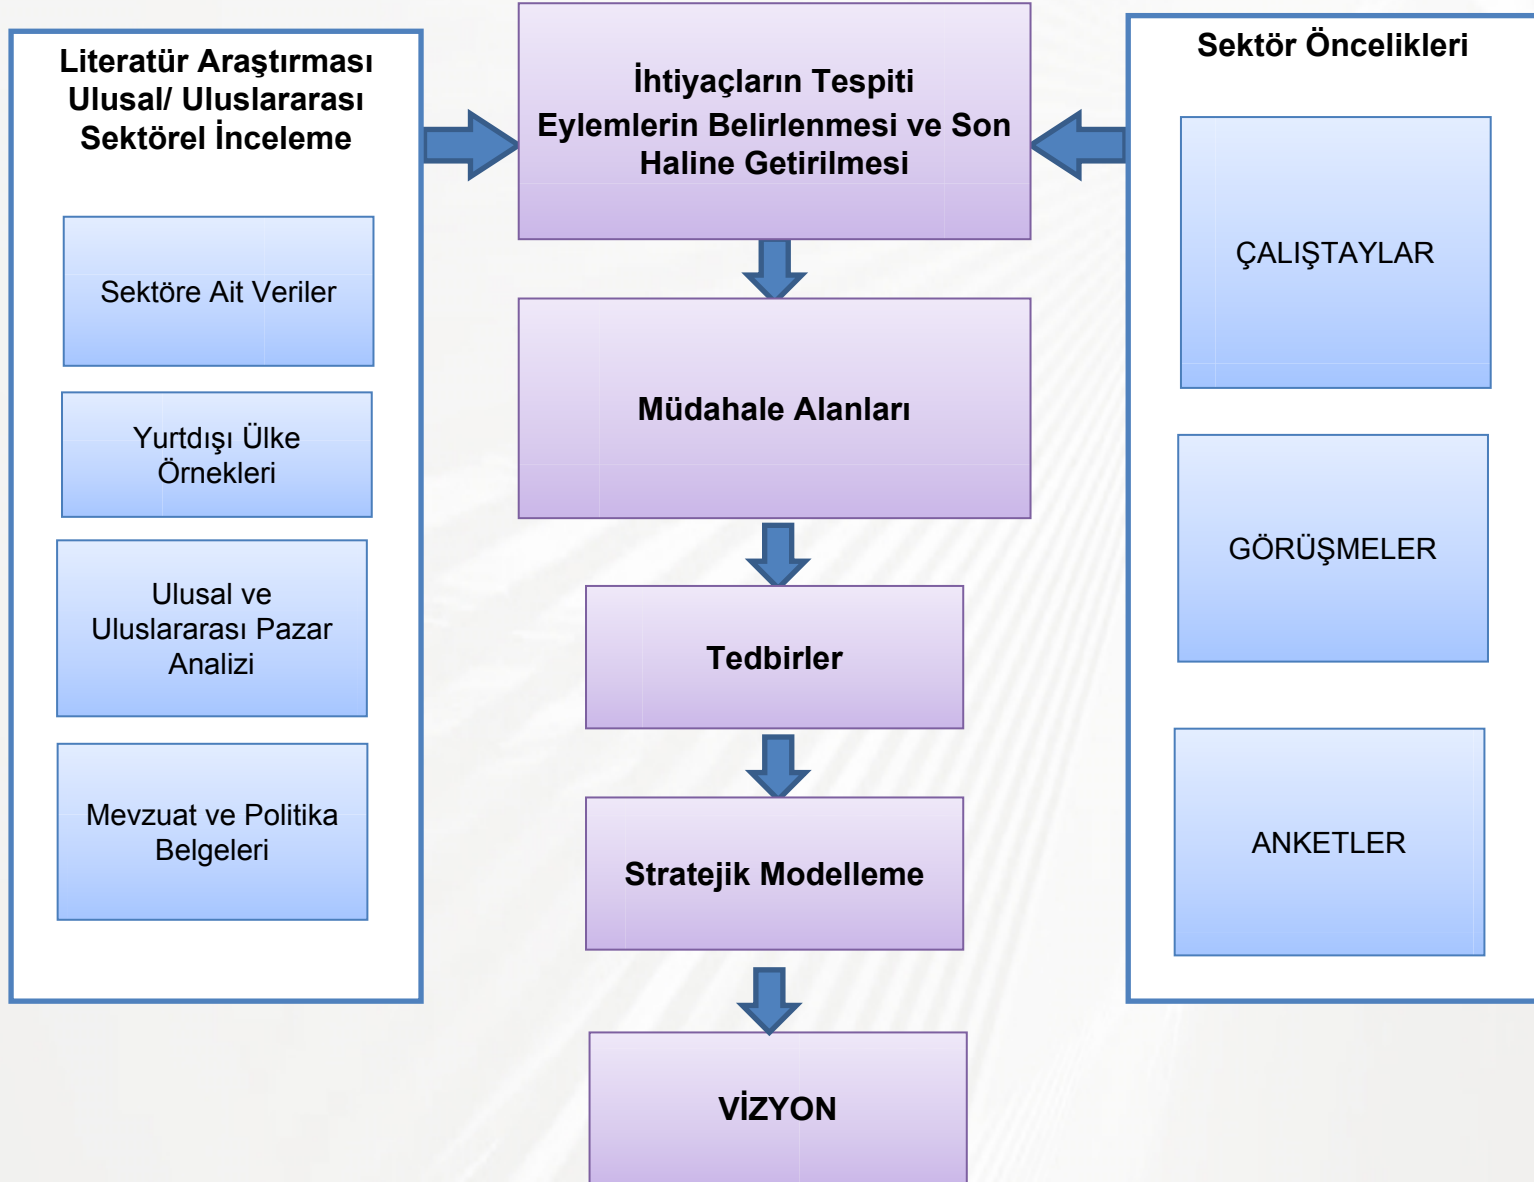 Literatür Araştırması
Ulusal/ Uluslararası
Sektörel İnceleme
Sektöre Ait Veriler
Yurtdışı Ülke
Örnekleri
Ulusal ve
Uluslararası Pazar
Analizi
Mevzuat ve Politika
Belgeleri
İhtiyaçların Tespiti
Eylemlerin Belirlenmesi ve Son
Haline Getirilmesi
Müdahale Alanları
Tedbirler
Stratejik Modelleme
VİZYON
Sektör Öncelikleri
ÇALIŞTAYLAR
GÖRÜŞMELER
ANKETLER